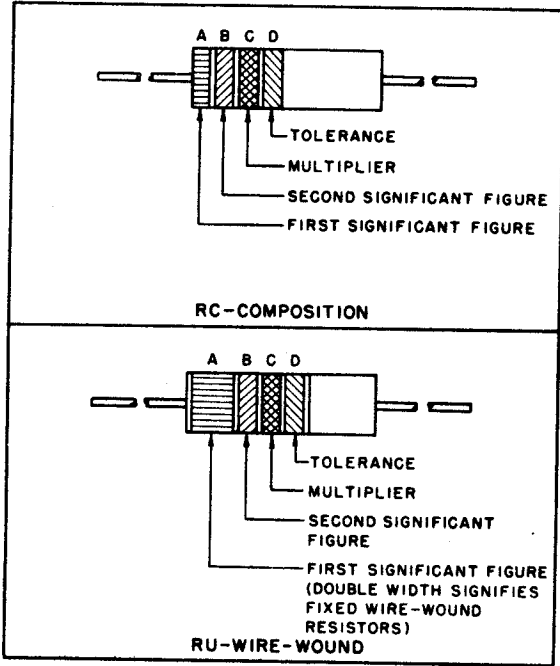 A B C D
TOLERANCE
MULTIPLIER
SECOND SIGNIFICANT FIGURE
FIRST SIGNIFICANT FIGURE
RC-COMPOSITION
A B C D
TOLERANCE
MULTIPLIER
SECOND SIGNIFICANT
FIGURE
FIRST SIGNIFICANT FIGURE
(DOUBLE WIDTH SIGNIFIES
FIXED WIRE-WOUND
RESISTORS)
RU-WIRE-WOUND